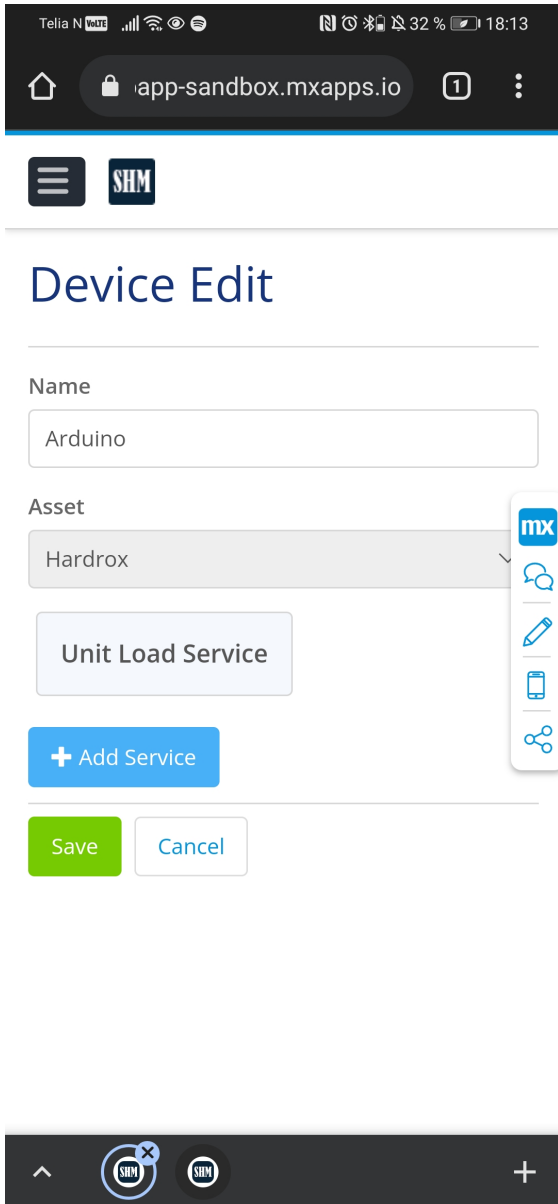 Telia N VoLTE 32 % 18:13
app-sandbox.mxapps.io 1
SHM
Device Edit
Name
Arduino
Asset
Hardrox
mx
Unit Load Service
Add Service
Save Cancel
SHM SHM